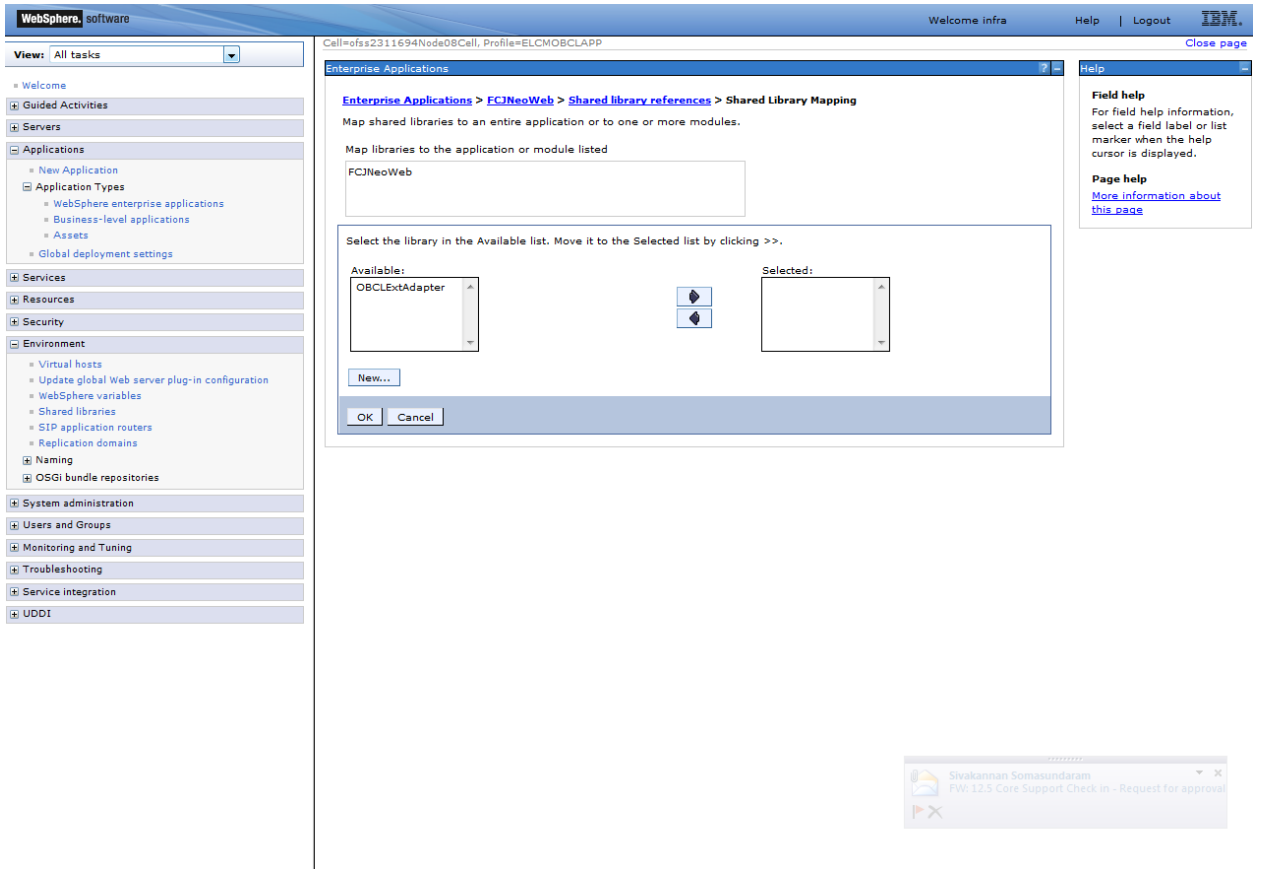 WebSphere. software
Welcome infra
Help | Logout
IBM.
View: All tasks
Welcome
Guided Activities
Servers
Applications
New Application
Application Types
WebSphere enterprise applications
Business-level applications
Assets
Global deployment settings
Services
Resources
Security
Environment
Virtual hosts
Update global Web server plug-in configuration
WebSphere variables
Shared libraries
SIP application routers
Replication domains
Naming
OSGi bundle repositories
System administration
Users and Groups
Monitoring and Tuning
Troubleshooting
Service integration
UDDI
Cell=ofss2311694Node08Cell, Profile=ELCMOBCLAPP
Close page
Enterprise Applications
?
Enterprise Applications > FCJNeoWeb > Shared library references > Shared Library Mapping
Map shared libraries to an entire application or to one or more modules.
Map libraries to the application or module listed
FCJNeoWeb
Select the library in the Available list. Move it to the Selected list by clicking >>.
Available:
OBCLExtAdapter
Selected:
New...
OK Cancel
Help
Field help
For field help information,
select a field label or list
marker when the help
cursor is displayed.
Page help
More information about
this page
Sivakannan Somasundaram
FW: 12.5 Core Support Check in - Request for approval